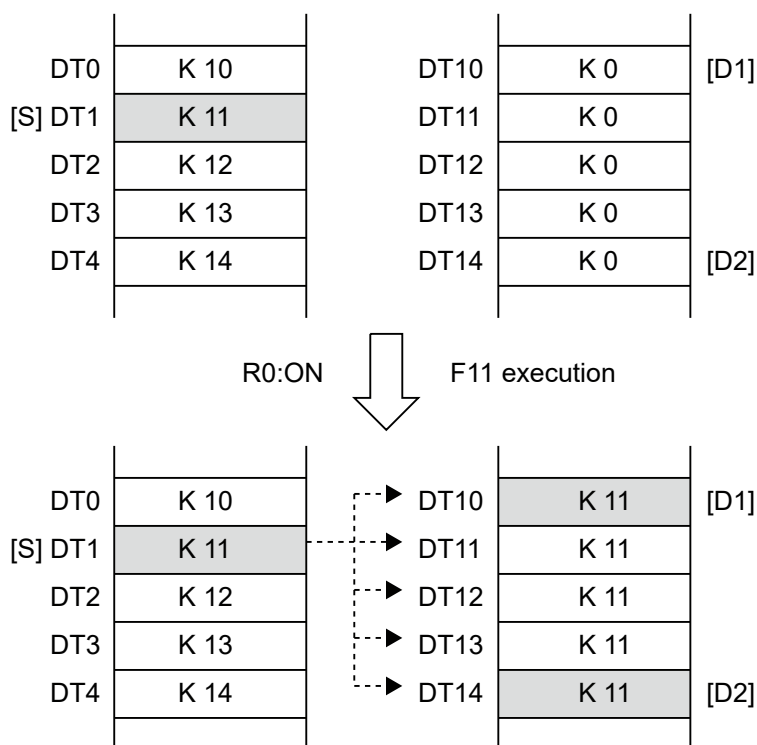 DT0 K 10 DT10 K 0 [D1]
[S] DT1 K 11 DT11 K 0
DT2 K 12 DT12 K 0
DT3 K 13 DT13 K 0
DT4 K 14 DT14 K 0 [D2]
R0:ON F11 execution
DT0 K 10 DT10 K 11 [D1]
[S] DT1 K 11 DT11 K 11
DT2 K 12 DT12 K 11
DT3 K 13 DT13 K 11
DT4 K 14 DT14 K 11 [D2]